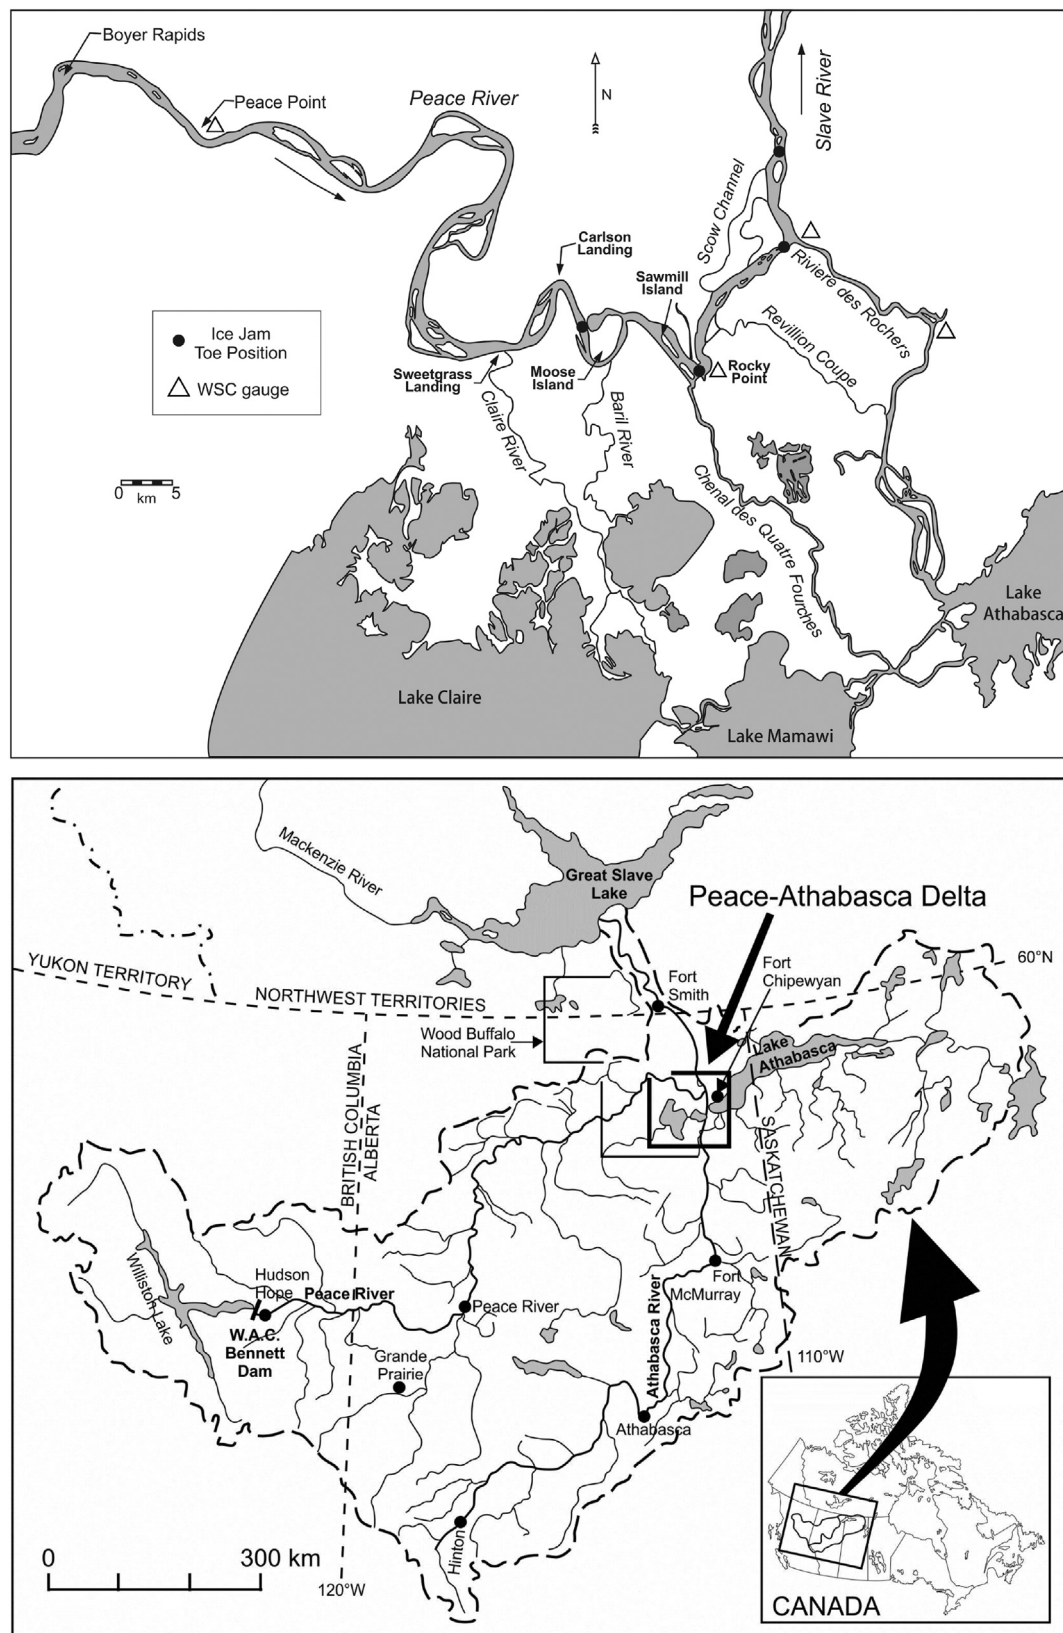 Boyer Rapids
Peace Point
Peace River
N
Slave River
Scow Channel
Carlson
Landing
Sawmill
Island
Riviere des Rochers
Revillion Coupe
Ice Jam
Toe Position
WSC gauge
Sweetgrass
Landing
Moose
Island
Rocky
Point
Claire River
Baril River
Chenal des Quatre Fourches
0 5
km
Lake
Athabasca
Lake Claire
Lake Mamawi
Mackenzie River
Great Slave
Lake
Peace-Athabasca Delta
YUKON TERRITORY
NORTHWEST TERRITORIES
60°N
Fort
Smith
Fort
Chipewyan
Wood Buffalo
National Park
Lake
Athabasca
BRITISH COLUMBIA
ALBERTA
SASKATCHEWAN
Williston Lake
Hudson
Hope
Peace River
W.A.C.
Bennett
Dam
Peace River
Grande
Prairie
Fort
McMurray
Athabasca River
Athabasca
110°W
Hinton
0 300 km
120°W
CANADA